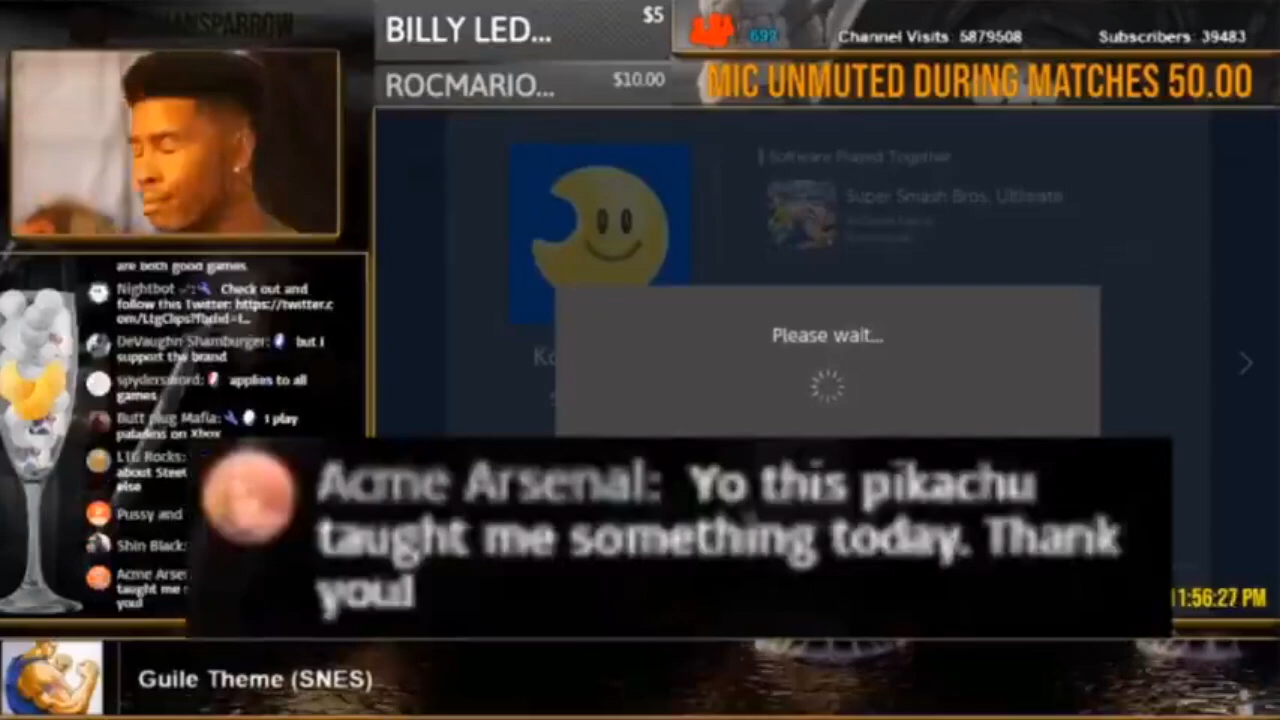 BILLY LED...
$5
ROCMARIO...
$10.00
692
Channel Visits: 5879508
Subscribers: 39483
MIC UNMUTED DURING MATCHES 50.00
Software Played Together
Super Smash Bros. Ultimate
Please wait...
are both good games
Nightbot Check out and
follow this Twitter: https://twitter.c
DeVaughn Shamburger: but i
support the brand
spydersword: applies to all
games
Butt plug Mafia: I play
paladins on Xbox
LTG Rocks:
about Steel
else
Pussy and
Shin Black:
Acme Arse
taught me
you!
Acme Arsenal: Yo this pikachu
taught me something today. Thank
you!
11:56:27 PM
Guile Theme (SNES)